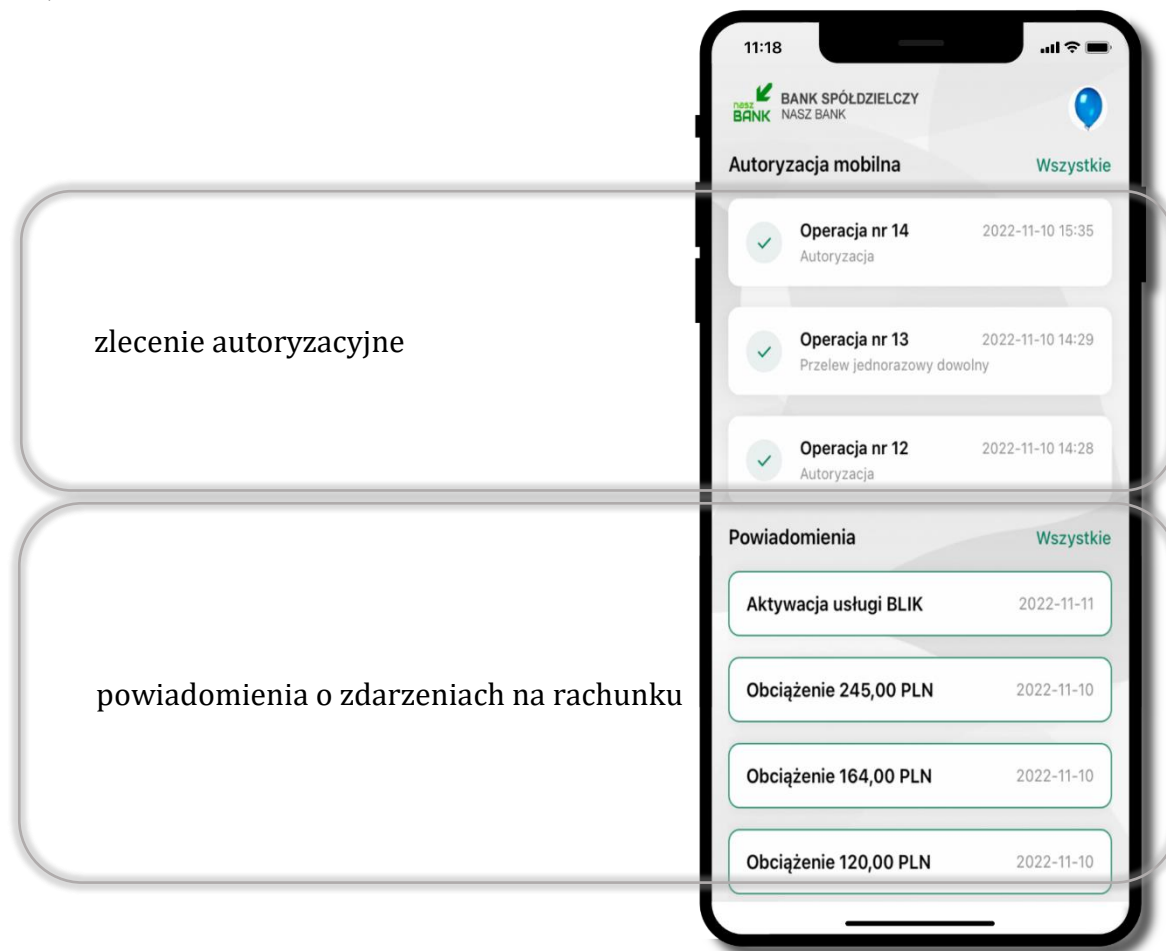 11:18
nasz BANK BANK SPÓŁDZIELCZY
NASZ BANK
Autoryzacja mobilna Wszystkie
Operacja nr 14 2022-11-10 15:35
Autoryzacja
zlecenie autoryzacyjne
Operacja nr 13 2022-11-10 14:29
Przelew jednorazowy dowolny
Operacja nr 12 2022-11-10 14:28
Autoryzacja
Powiadomienia Wszystkie
Aktywacja usługi BLIK 2022-11-11
powiadomienia o zdarzeniach na rachunku
Obciążenie 245,00 PLN 2022-11-10
Obciążenie 164,00 PLN 2022-11-10
Obciążenie 120,00 PLN 2022-11-10